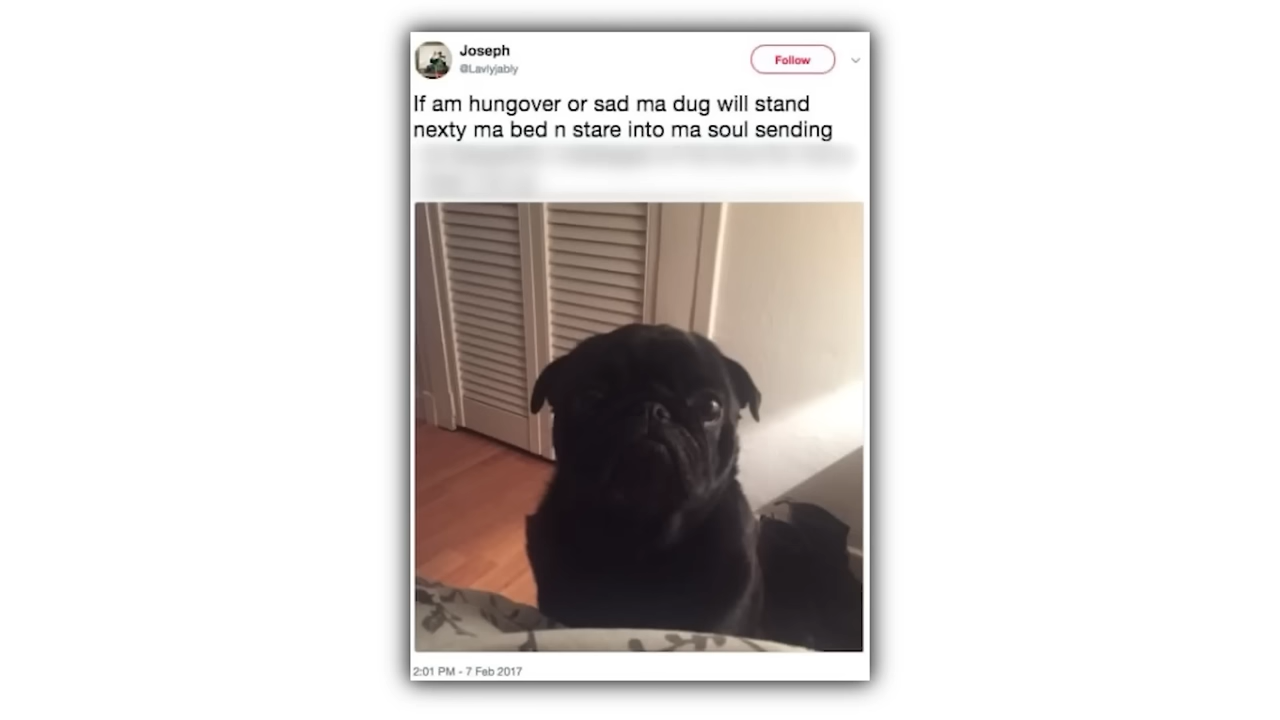 Joseph
@Lavlyjably
Follow
If am hungover or sad ma dug will stand
nexty ma bed n stare into ma soul sending
2:01 PM - 7 Feb 2017